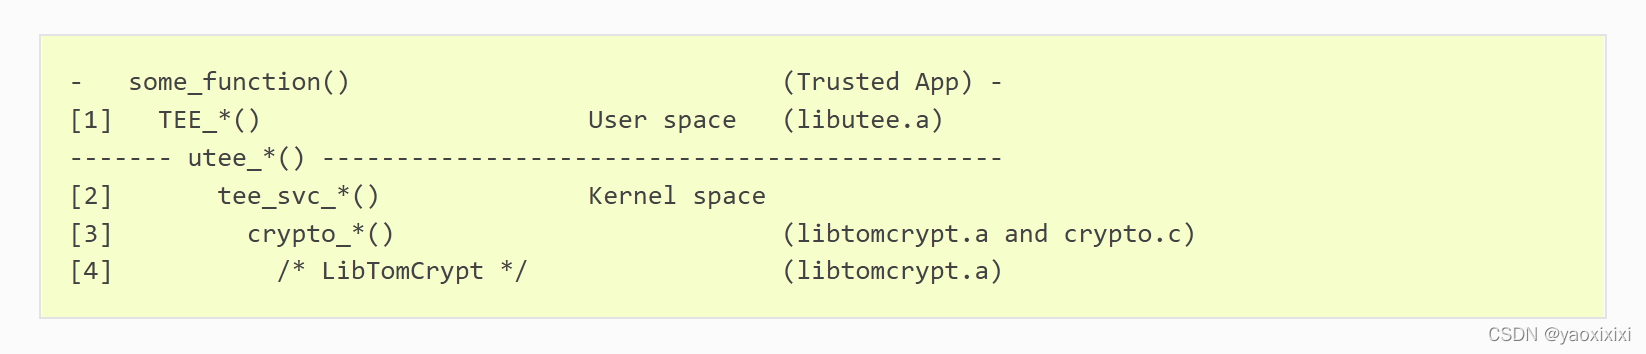 -   some_function()                             (Trusted App) -
[1]   TEE_*()                      User space   (libutee.a)
------- utee_*() ----------------------------------------------
[2]       tee_svc_*()              Kernel space
[3]         crypto_*()                          (libtomcrypt.a and crypto.c)
[4]           /* LibTomCrypt */                 (libtomcrypt.a)
CSDN @yaoxixixi